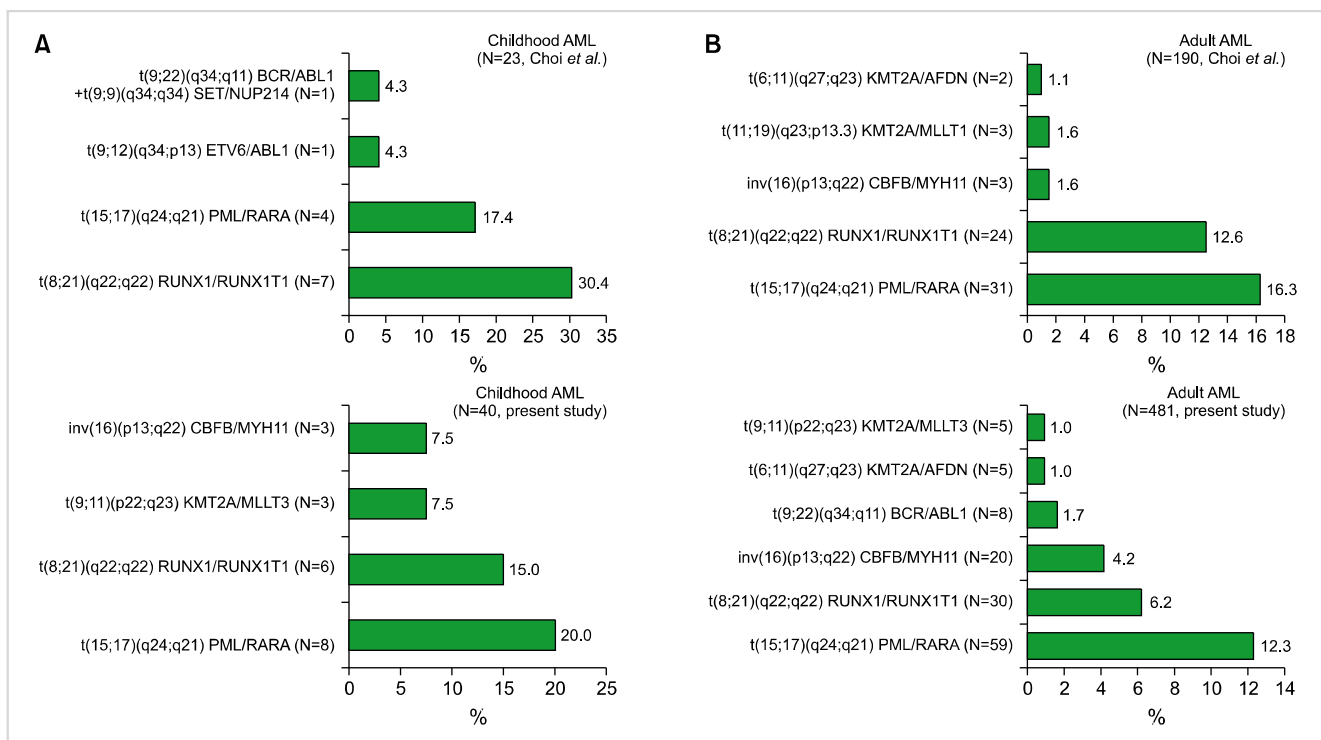 A
Childhood AML
(N=23, Choi et al.)
t(9;22)(q34;q11) BCR/ABL1
+t(9;9)(q34;q34) SET/NUP214 (N=1)
4.3
t(9;12)(q34;p13) ETV6/ABL1 (N=1)
4.3
t(15;17)(q24;q21) PML/RARA (N=4)
17.4
t(8;21)(q22;q22) RUNX1/RUNX1T1 (N=7)
30.4
0 5 10 15 20 25 30 35
%
Childhood AML
(N=40, present study)
inv(16)(p13;q22) CBFB/MYH11 (N=3)
7.5
t(9;11)(p22;q23) KMT2A/MLLT3 (N=3)
7.5
t(8;21)(q22;q22) RUNX1/RUNX1T1 (N=6)
15.0
t(15;17)(q24;q21) PML/RARA (N=8)
20.0
0 5 10 15 20 25
%
B
Adult AML
(N=190, Choi et al.)
t(6;11)(q27;q23) KMT2A/AFDN (N=2)
1.1
t(11;19)(q23;p13.3) KMT2A/MLLT1 (N=3)
1.6
inv(16)(p13;q22) CBFB/MYH11 (N=3)
1.6
t(8;21)(q22;q22) RUNX1/RUNX1T1 (N=24)
12.6
t(15;17)(q24;q21) PML/RARA (N=31)
16.3
0 2 4 6 8 10 12 14 16 18
%
Adult AML
(N=481, present study)
t(9;11)(p22;q23) KMT2A/MLLT3 (N=5)
1.0
t(6;11)(q27;q23) KMT2A/AFDN (N=5)
1.0
t(9;22)(q34;q11) BCR/ABL1 (N=8)
1.7
inv(16)(p13;q22) CBFB/MYH11 (N=20)
4.2
t(8;21)(q22;q22) RUNX1/RUNX1T1 (N=30)
6.2
t(15;17)(q24;q21) PML/RARA (N=59)
12.3
0 2 4 6 8 10 12 14
%